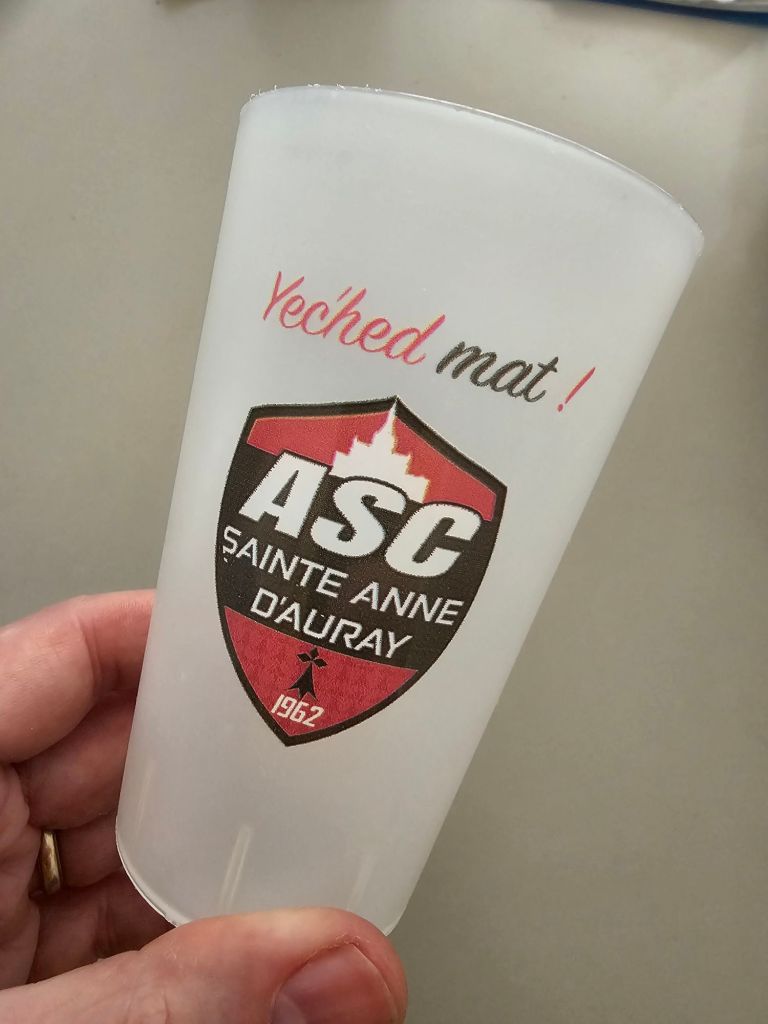 Yec'hed mat !
ASC
SAINTE ANNE
D'AURAY
1962